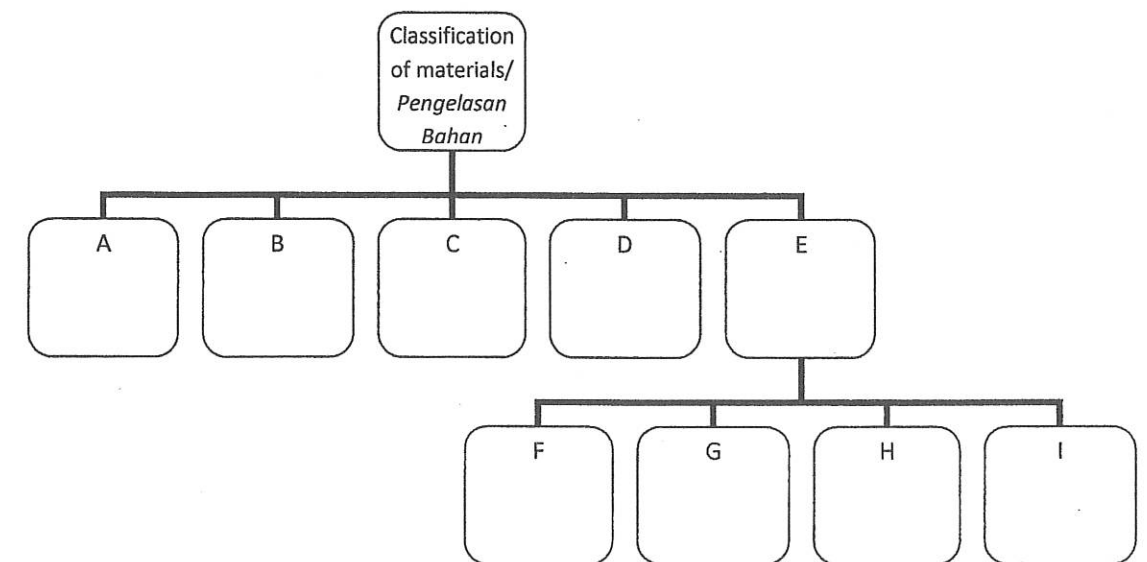 Classification
of materials/
Pengelasan
Bahan
A
B
C
D
E
F
G
H
I